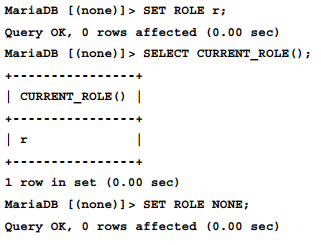 MariaDB [(none)]> SET ROLE r;
Query OK, 0 rows affected (0.00 sec)
MariaDB [(none)]> SELECT CURRENT_ROLE();
+----------------+
| CURRENT_ROLE() |
+----------------+
| r              |
+----------------+
1 row in set (0.00 sec)
MariaDB [(none)]> SET ROLE NONE;
Query OK, 0 rows affected (0.00 sec)